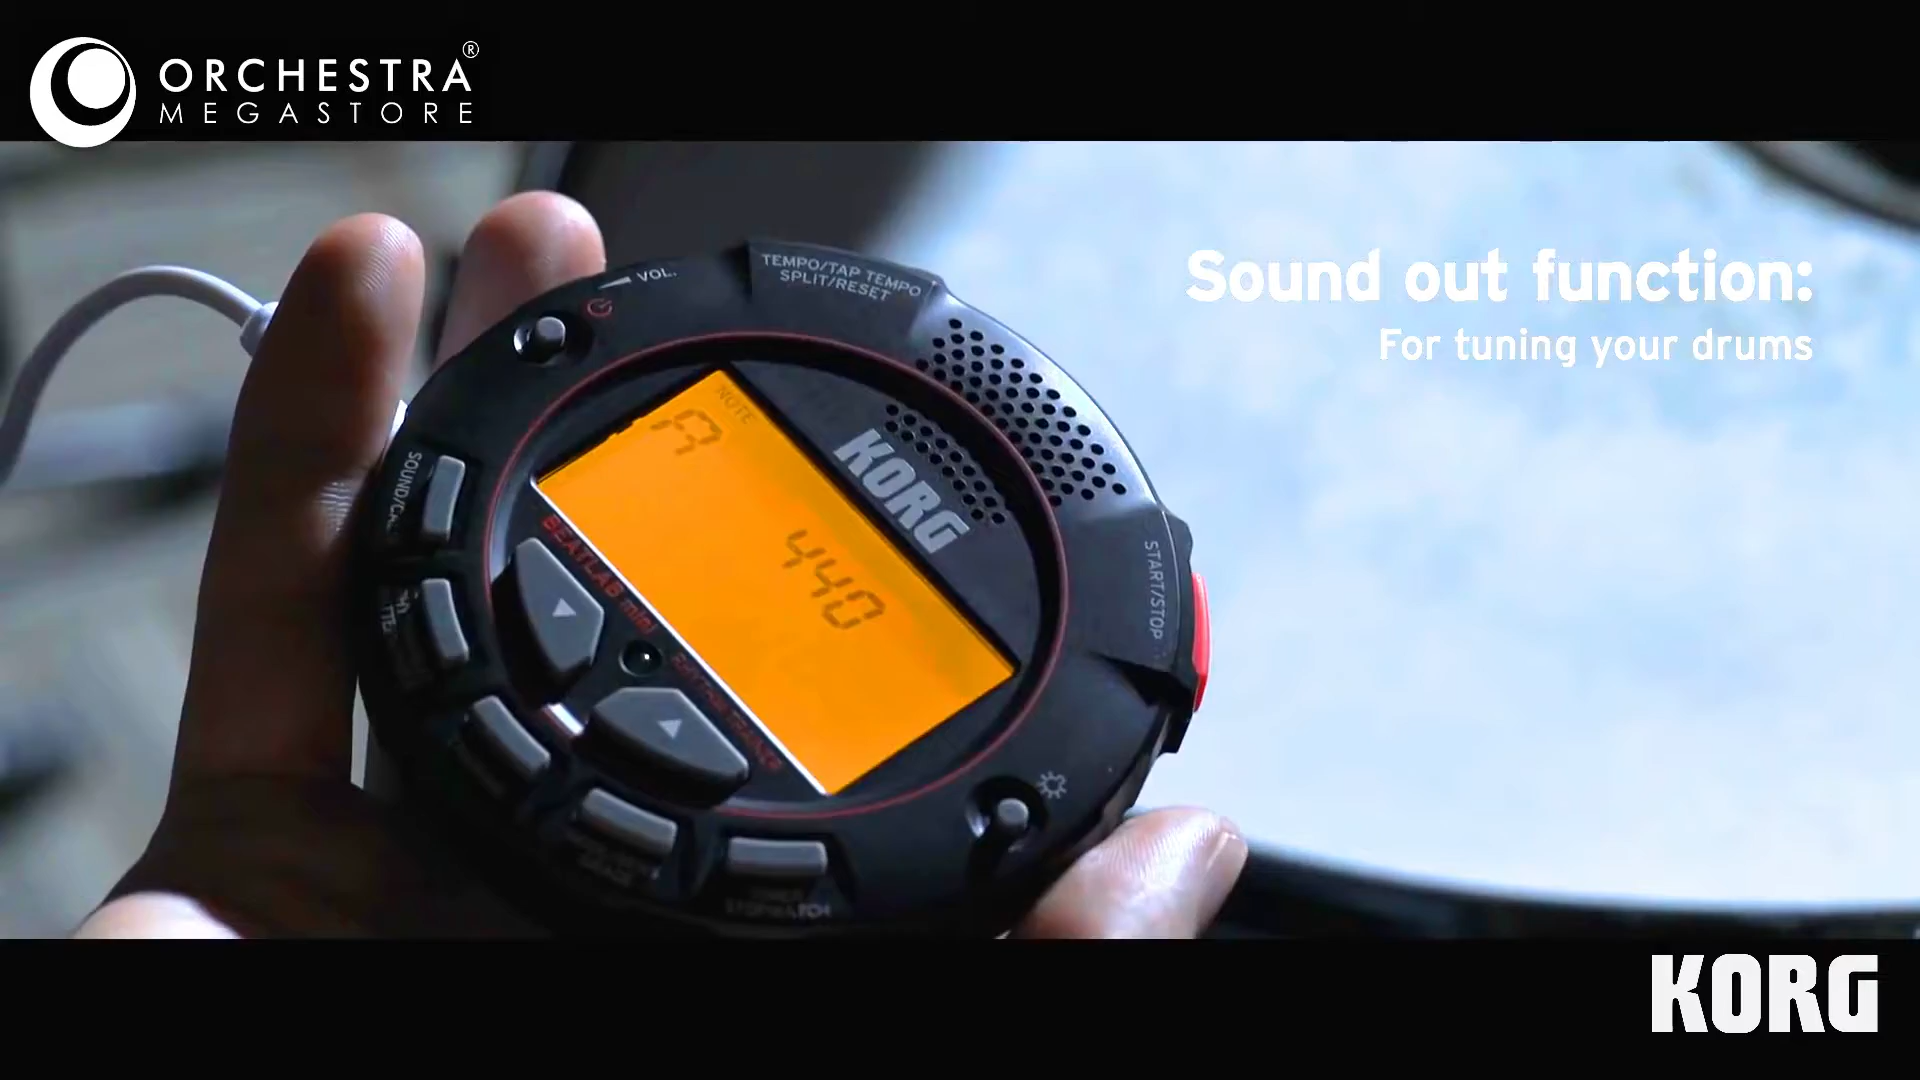 ORCHESTRA®
MEGASTORE
Sound out function:
For tuning your drums
VOL.
TEMPO/TAP TEMPO
SPLIT/RESET
NOTE
A
440
KORG
BEATLAB mini
START/STOP
STOPWATCH
KORG